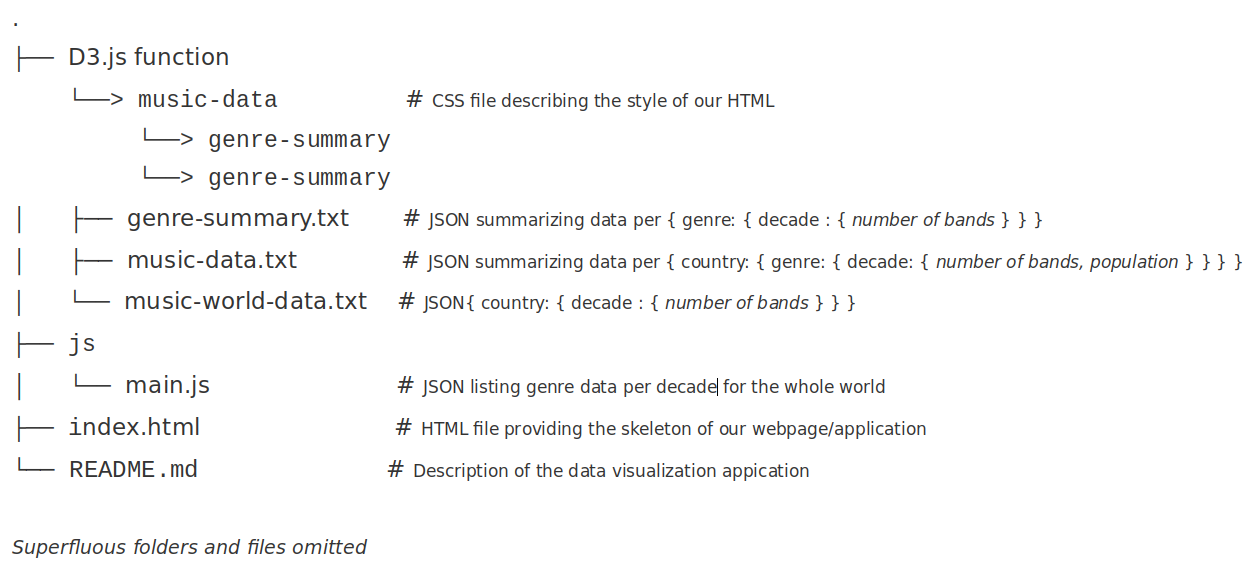 .
├── D3.js function
└──> music-data # CSS file describing the style of our HTML
└──> genre-summary
└──> genre-summary
│ ├── genre-summary.txt # JSON summarizing data per { genre: { decade : { number of bands } } }
│ ├── music-data.txt # JSON summarizing data per { country: { genre: { decade: { number of bands, population } } } }
│ └── music-world-data.txt # JSON{ country: { decade : { number of bands } } }
├── js
│ └── main.js # JSON listing genre data per decade for the whole world
├── index.html # HTML file providing the skeleton of our webpage/application
└── README.md # Description of the data visualization appication
Superfluous folders and files omitted